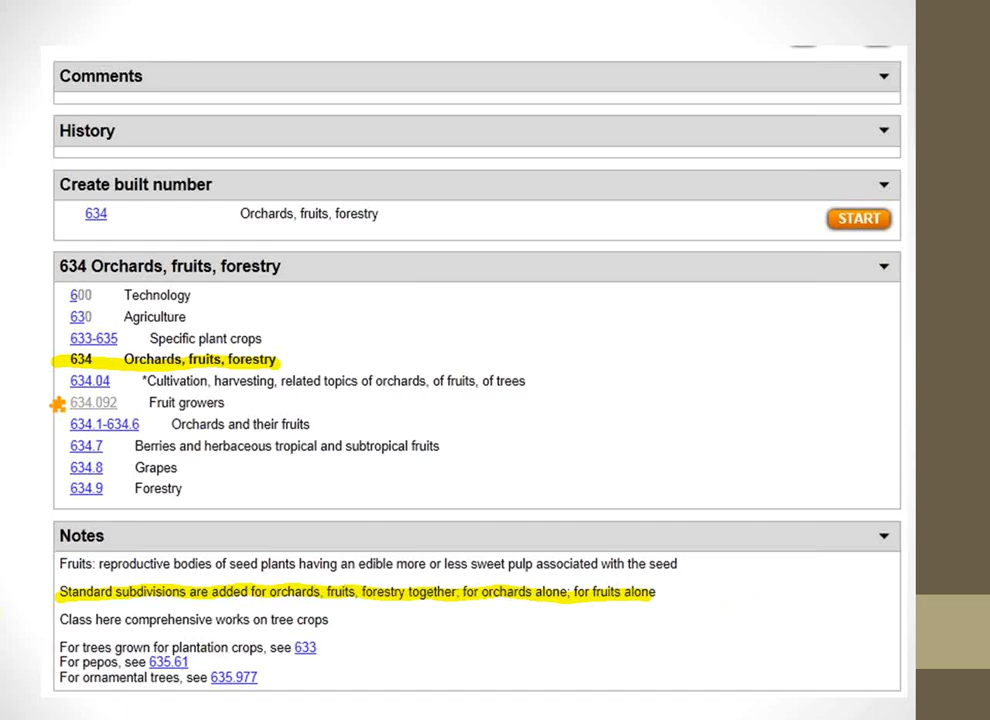 Comments
History
Create built number
634 Orchards, fruits, forestry START
634 Orchards, fruits, forestry
600 Technology
630 Agriculture
633-635 Specific plant crops
634 Orchards, fruits, forestry
634.04 *Cultivation, harvesting, related topics of orchards, of fruits, of trees
634.092 Fruit growers
634.1-634.6 Orchards and their fruits
634.7 Berries and herbaceous tropical and subtropical fruits
634.8 Grapes
634.9 Forestry
Notes
Fruits: reproductive bodies of seed plants having an edible more or less sweet pulp associated with the seed
Standard subdivisions are added for orchards, fruits, forestry together; for orchards alone; for fruits alone
Class here comprehensive works on tree crops
For trees grown for plantation crops, see 633
For pepos, see 635.61
For ornamental trees, see 635.977